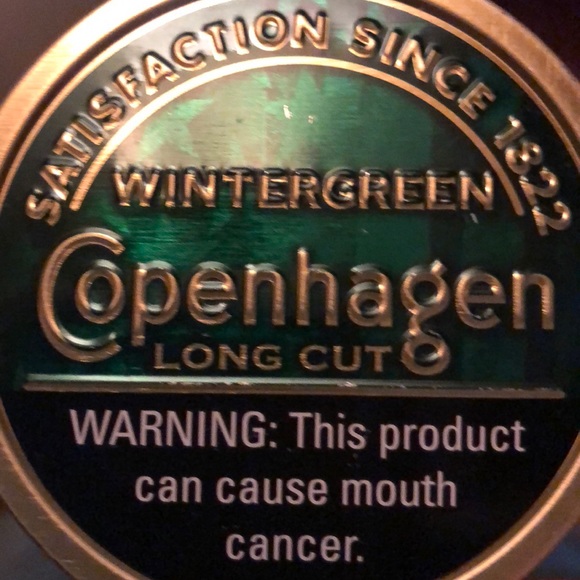 SATISFACTION SINCE 1822
WINTERGREEN
Copenhagen
LONG CUT
WARNING: This product
can cause mouth
cancer.